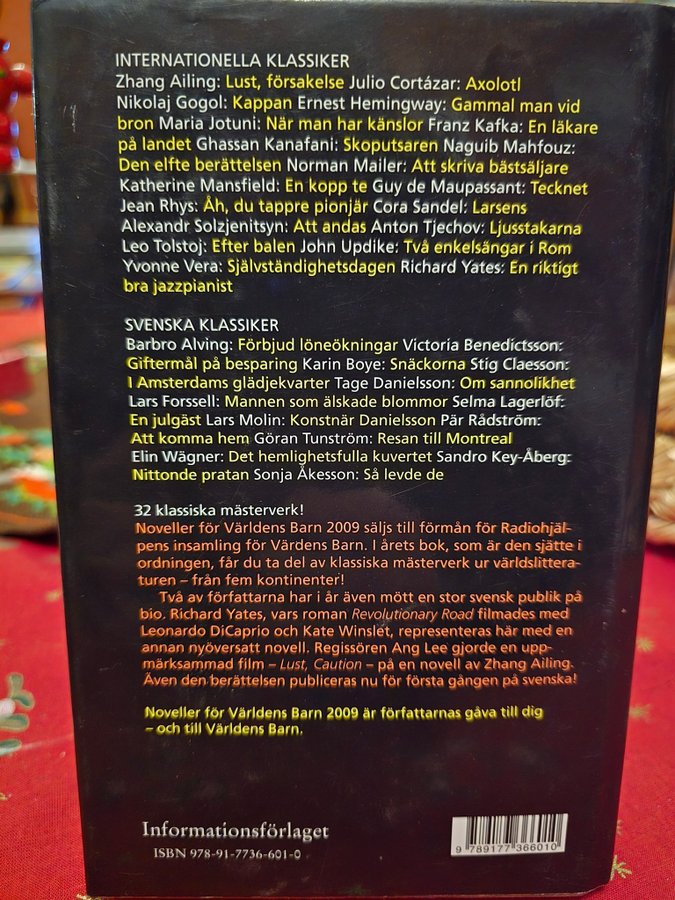 INTERNATIONELLA KLASSIKER
Zhang Ailing: Lust, försakelse Julio Cortázar: Axolotl
Nikolaj Gogol: Kappan Ernest Hemingway: Gammal man vid
bron Maria Jotuni: När man har känslor Franz Kafka: En läkare
på landet Ghassan Kanafani: Skoputsaren Naguib Mahfouz:
Den elfte berättelsen Norman Mailer: Att skriva bästsäljare
Katherine Mansfield: En kopp te Guy de Maupassant: Tecknet
Jean Rhys: Åh, du tappre pionjär Cora Sandel: Larsens
Alexandr Solzjenitsyn: Att andas Anton Tjechov: Ljusstakarna
Leo Tolstoj: Efter balen John Updike: Två enkelsängar i Rom
Yvonne Vera: Självständighetsdagen Richard Yates: En riktigt
bra jazzpianist
SVENSKA KLASSIKER
Barbro Alving: Förbjud löneökningar Victoria Benedictsson:
Giftermål på besparing Karin Boye: Snäckorna Stig Claesson:
I Amsterdams glädjekvarter Tage Danielsson: Om sannolikhet
Lars Forssell: Mannen som älskade blommor Selma Lagerlöf:
En julgäst Lars Molin: Konstnär Danielsson Pär Rådström:
Att komma hem Göran Tunström: Resan till Montreal
Elin Wägner: Det hemlighetsfulla kuvertet Sandro Key-Åberg:
Nittonde pratan Sonja Åkesson: Så levde de
32 klassiska mästerverk!
Noveller för Världens Barn 2009 säljs till förmån för Radiohjäl-
pens insamling för Värdens Barn. I årets bok, som är den sjätte i
ordningen, får du ta del av klassiska mästerverk ur världslittera-
turen – från fem kontinenter!
Två av författarna har i år även mött en stor svensk publik på
bio. Richard Yates, vars roman Revolutionary Road filmades med
Leonardo DiCaprio och Kate Winslet, representeras här med en
annan nyöversatt novell. Regissören Ang Lee gjorde en upp-
märksammad film – Lust, Caution – på en novell av Zhang Ailing.
Även den berättelsen publiceras nu för första gången på svenska!
Noveller för Världens Barn 2009 är författarnas gåva till dig
– och till Världens Barn.
Informationsförlaget
ISBN 978-91-7736-601-0
9 789177 366010